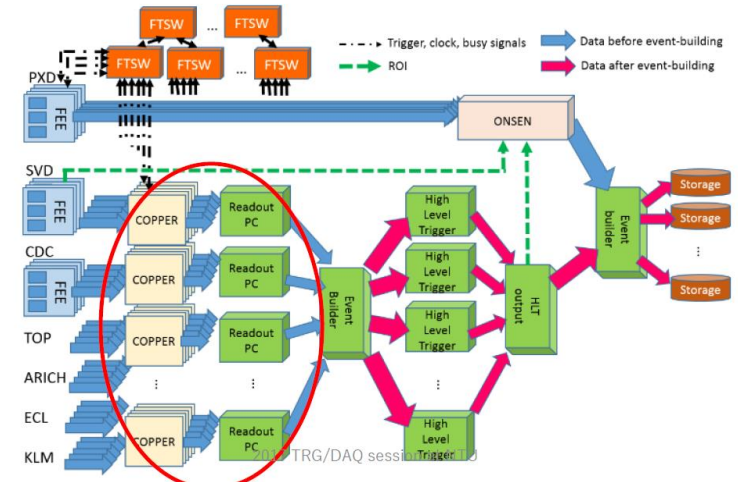 FTSW
...
FTSW
FTSW
FTSW
FTSW
...
FTSW
Trigger, clock, busy signals
ROI
Data before event-building
Data after event-building
PXD
FEE
ONSEN
SVD
FEE
COPPER
Readout
PC
High
Level
Trigger
Event
builder
Storage
Storage
⋮
Storage
CDC
FEE
COPPER
Readout
PC
Event
Builder
High
Level
Trigger
HLT
output
TOP
COPPER
Readout
PC
High
Level
Trigger
ARICH
⋮
⋮
⋮
ECL
KLM
COPPER
Readout
PC
High
Level
Trigger
TRG/DAQ session